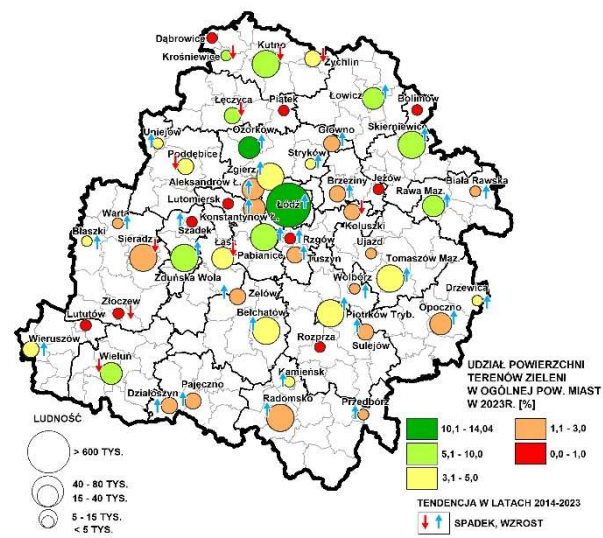 Dąbrowice
Krośniewice
Kutno
Żychlin
Łowicz
Bolimów
Łęczyca
Piątek
Skierniewice
Uniejów
Ozorków
Głowno
Poddębice
Zgierz
Stryków
Aleksandrów Ł.
Brzeziny
Jeżów
Biała Rawska
Lutomiersk
Łódź
Rawa Maz.
Warta
Konstantynów Ł.
Koluszki
Błaszki
Szadek
Rzgów
Sieradz
Łask
Pabianice
Tuszyn
Ujazd
Zduńska Wola
Tomaszów Maz.
Wolbórz
Drzewica
Złoczew
Zelów
Lututów
Bełchatów
Piotrków Tryb.
Opoczno
Wieruszów
Rozprza
Sulejów
Wieluń
Kamieńsk
Działoszyn
Pajęczno
Radomsko
Przedbórz
UDZIAŁ POWIERZCHNI
TERENÓW ZIELENI
W OGÓLNEJ POW. MIAST
W 2023R. [%]
10,1 - 14,04
1,1 - 3,0
5,1 - 10,0
0,0 - 1,0
3,1 - 5,0
TENDENCJA W LATACH 2014-2023
SPADEK, WZROST
LUDNOŚĆ
> 600 TYS.
40 - 80 TYS.
15 - 40 TYS.
5 - 15 TYS.
< 5 TYS.